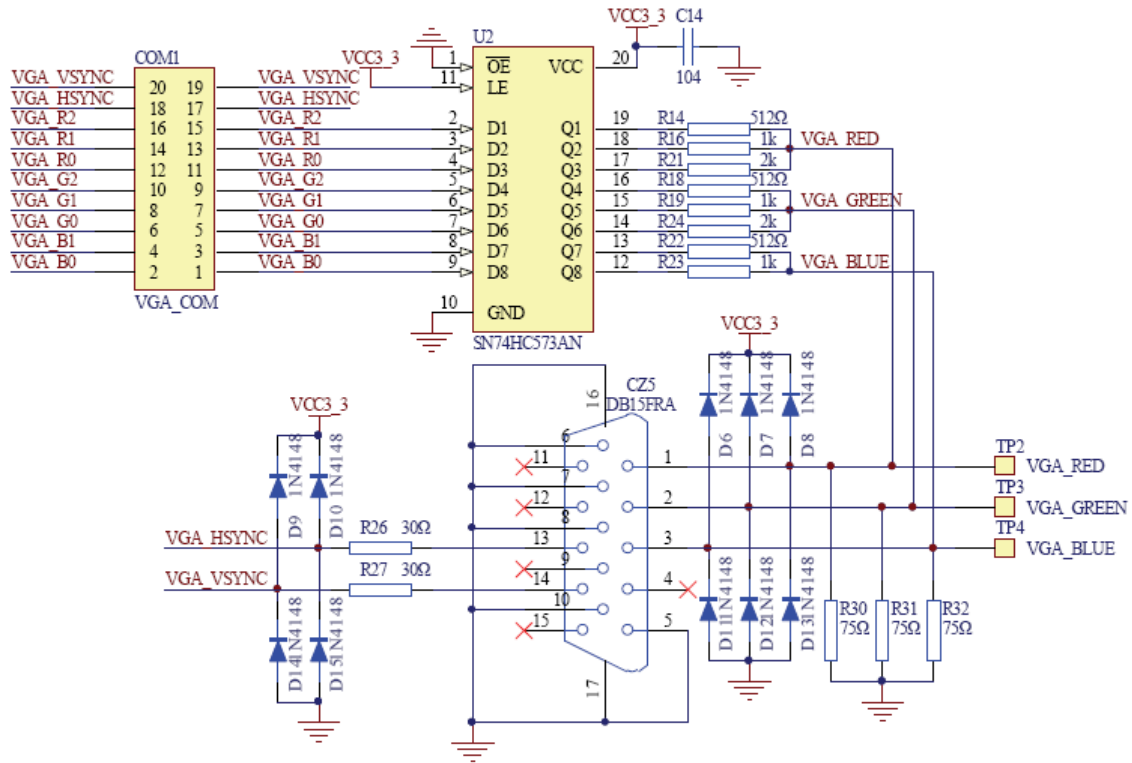 VCC3_3 C14
U2
COM1 VCC3_3 1 OE VCC 20
VGA_VSYNC 20 19 VGA_VSYNC 11 LE 104
VGA_HSYNC 18 17 VGA_HSYNC
VGA_R2 16 15 VGA_R2 2 D1 Q1 19 R14 512Ω
VGA_R1 14 13 VGA_R1 3 D2 Q2 18 R16 1k VGA_RED
VGA_R0 12 11 VGA_R0 4 D3 Q3 17 R21 2k
VGA_G2 10 9 VGA_G2 5 D4 Q4 16 R18 512Ω
VGA_G1 8 7 VGA_G1 6 D5 Q5 15 R19 1k VGA_GREEN
VGA_G0 6 5 VGA_G0 7 D6 Q6 14 R24 2k
VGA_B1 4 3 VGA_B1 8 D7 Q7 13 R22 512Ω
VGA_B0 2 1 VGA_B0 9 D8 Q8 12 R23 1k VGA_BLUE
VGA_COM 10 GND
SN74HC573AN
VCC3_3
1N4148 1N4148 1N4148
D6 D7 D8
CZ5
DB15FRA
16
VCC3_3
1N4148 1N4148
D9 D10
6
11 1 TP2 VGA_RED
7
12 2 TP3 VGA_GREEN
8
VGA_HSYNC R26 30Ω 13 3 TP4 VGA_BLUE
9
VGA_VSYNC R27 30Ω 14 4
10
15 5
17
D14 1N4148 D15 1N4148
D11 1N4148 D12 1N4148 D13 1N4148
R30 R31 R32
75Ω 75Ω 75Ω